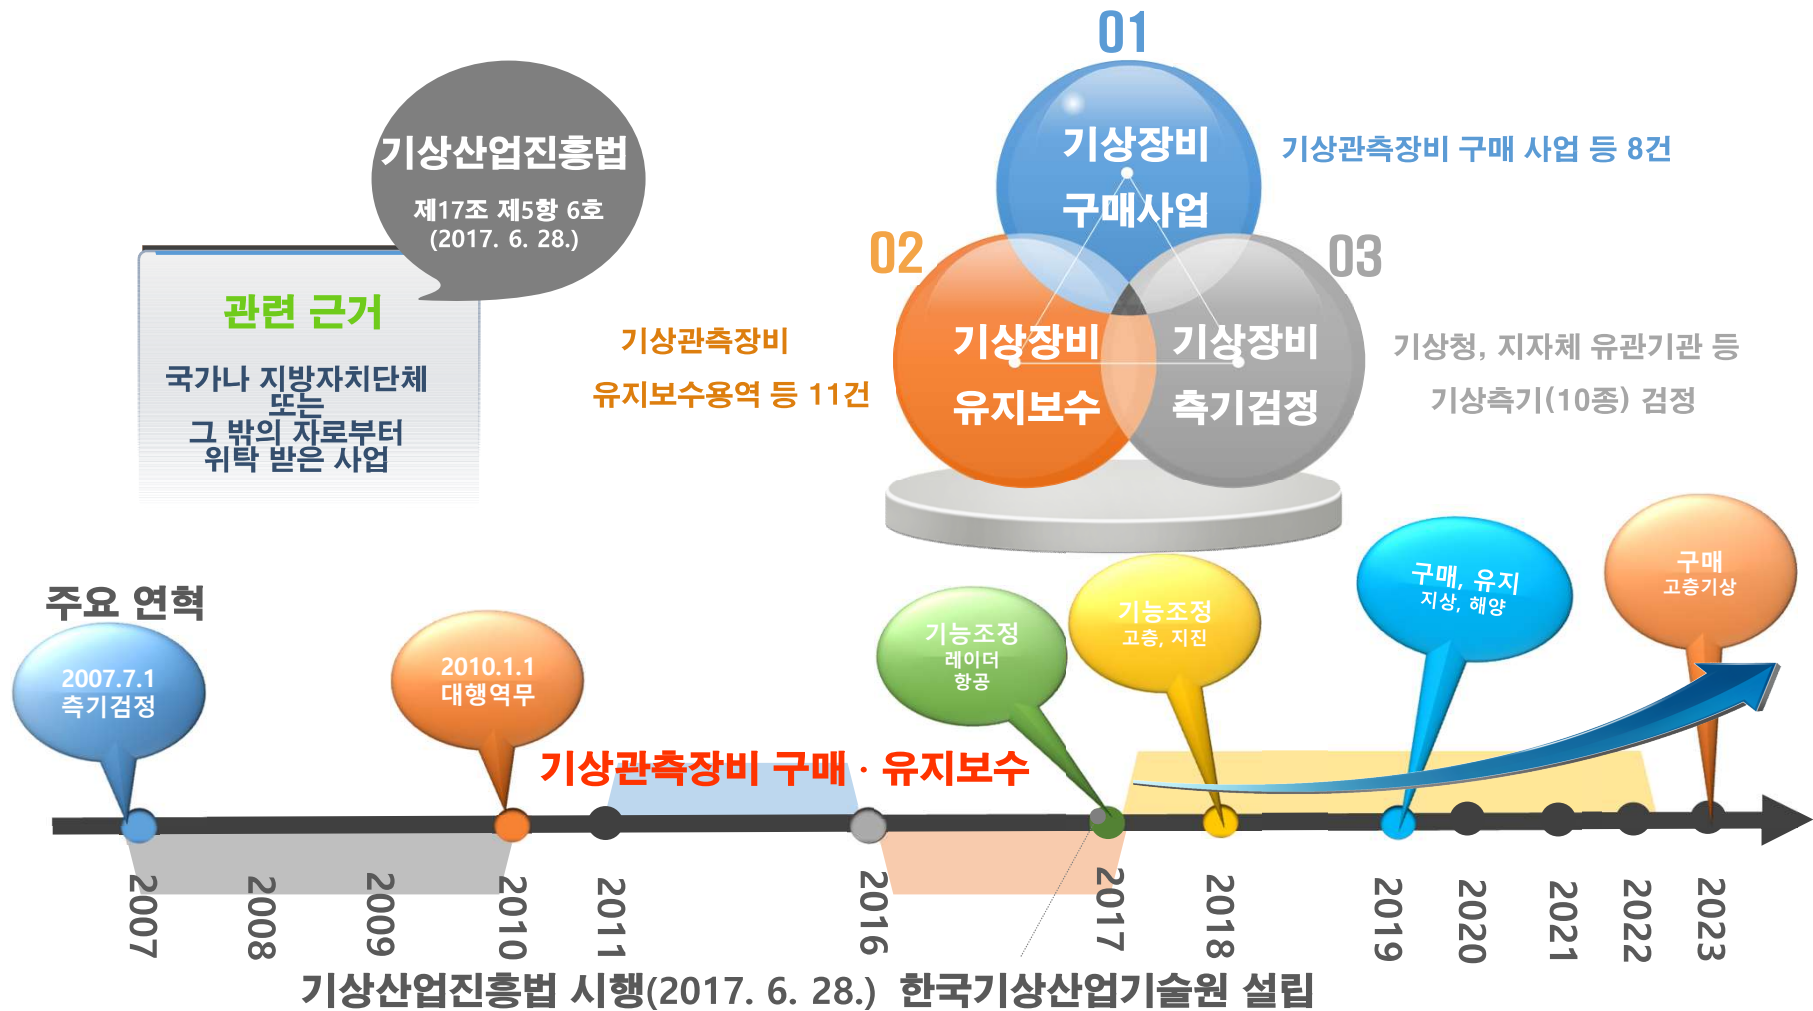 기상산업진흥법
제17조 제5항 6호
(2017. 6. 28.)
관련 근거
국가나 지방자치단체
또는
그 밖의 자로부터
위탁 받은 사업
01
기상장비
구매사업
기상관측장비 구매 사업 등 8건
02
기상장비
유지보수
기상관측장비
유지보수용역 등 11건
03
기상장비
측기검정
기상청, 지자체 유관기관 등
기상측기(10종) 검정
주요 연혁
2007.7.1
측기검정
2010.1.1
대행역무
기능조정
레이더
항공
기능조정
고층, 지진
구매, 유지
지상, 해양
구매
고층기상
기상관측장비 구매 · 유지보수
2007
2008
2009
2010
2011
2016
2017
2018
2019
2020
2021
2022
2023
기상산업진흥법 시행(2017. 6. 28.) 한국기상산업기술원 설립